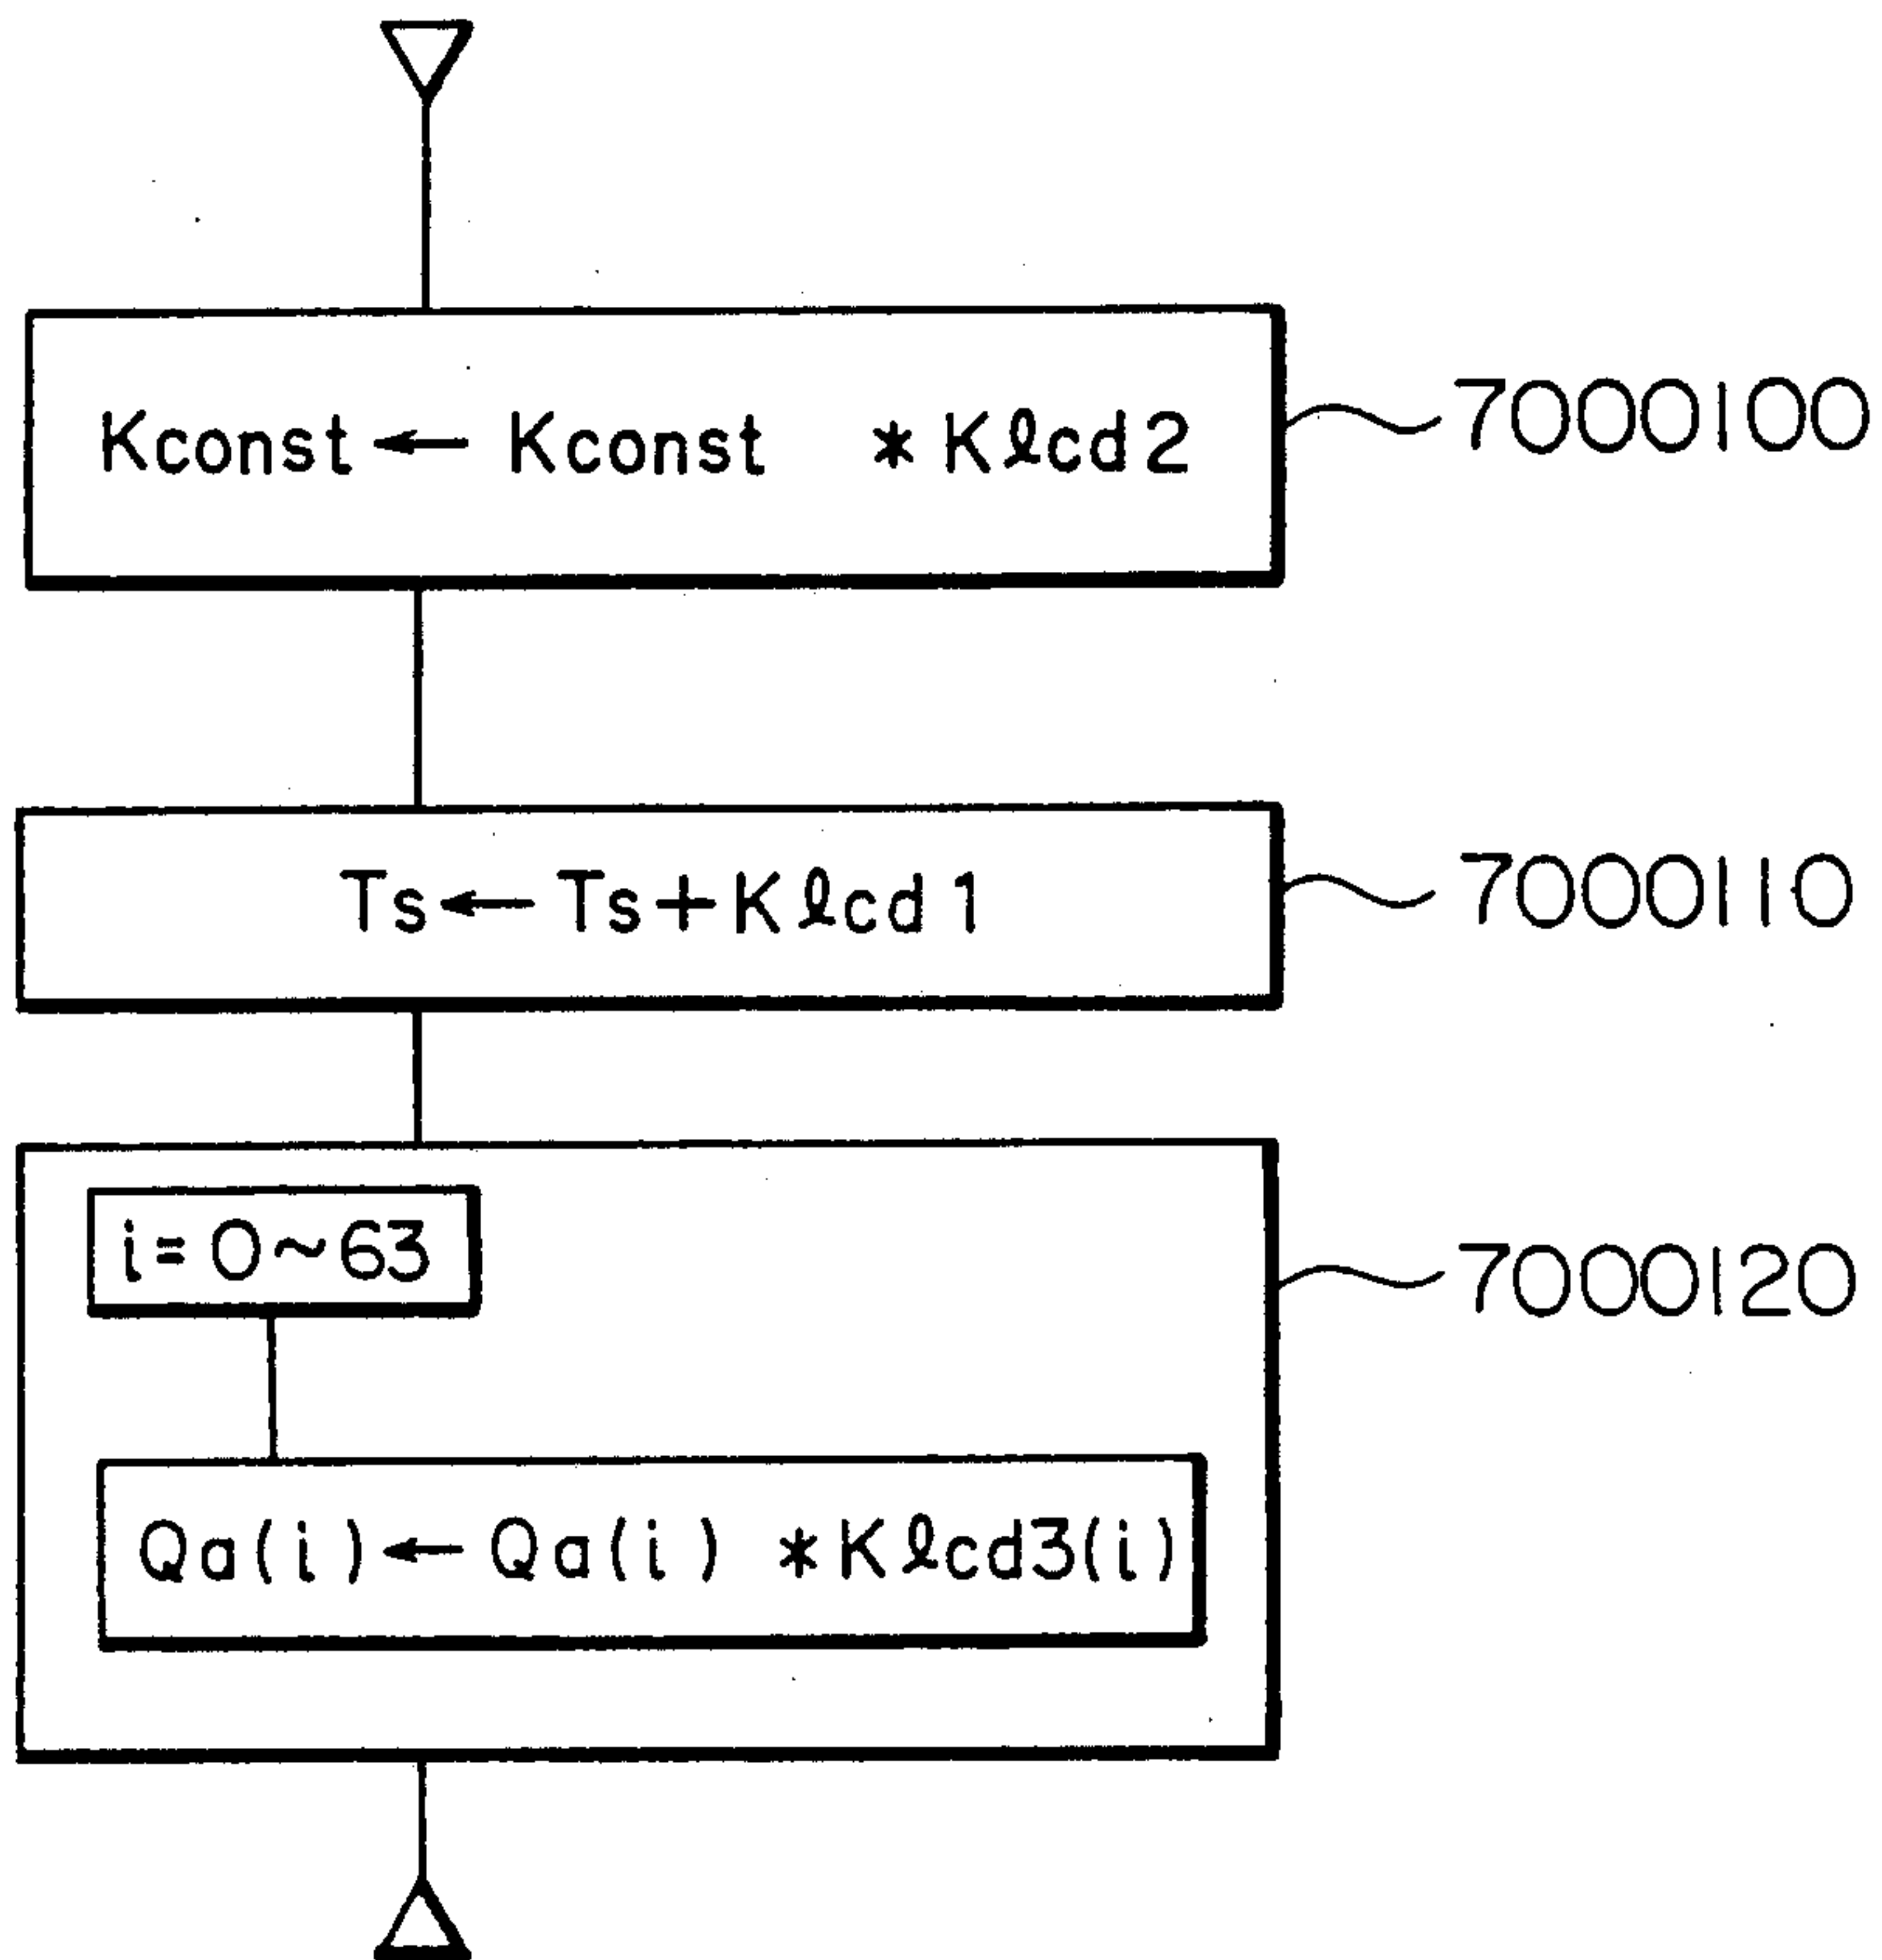 Kconst ← Kconst * Kℓcd2
7000100
Ts ← Ts + Kℓcd1
7000110
i = 0 ~ 63
7000120
Qa(i) ← Qa(i) * Kℓcd3(i)